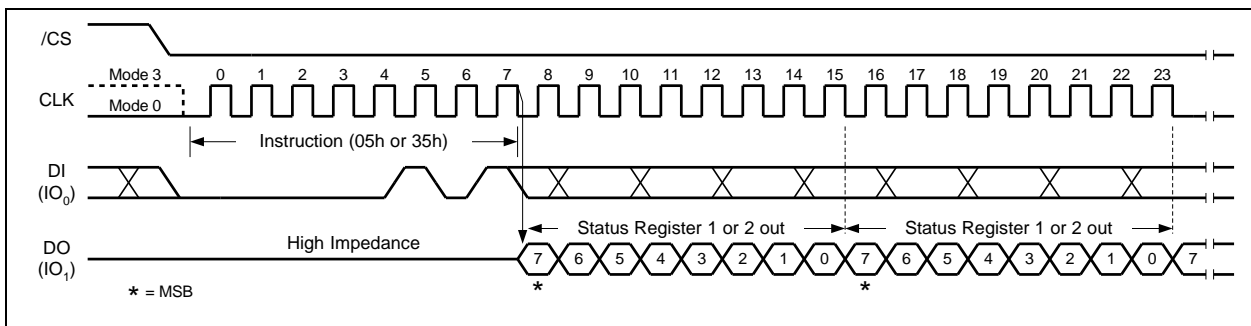 /CS
Mode 3 0 1 2 3 4 5 6 7 8 9 10 11 12 13 14 15 16 17 18 19 20 21 22 23
CLK
Mode 0
Instruction (05h or 35h)
DI
(IO0)
Status Register 1 or 2 out Status Register 1 or 2 out
High Impedance
DO
(IO1)
7 6 5 4 3 2 1 0 7 6 5 4 3 2 1 0 7
* *
* = MSB